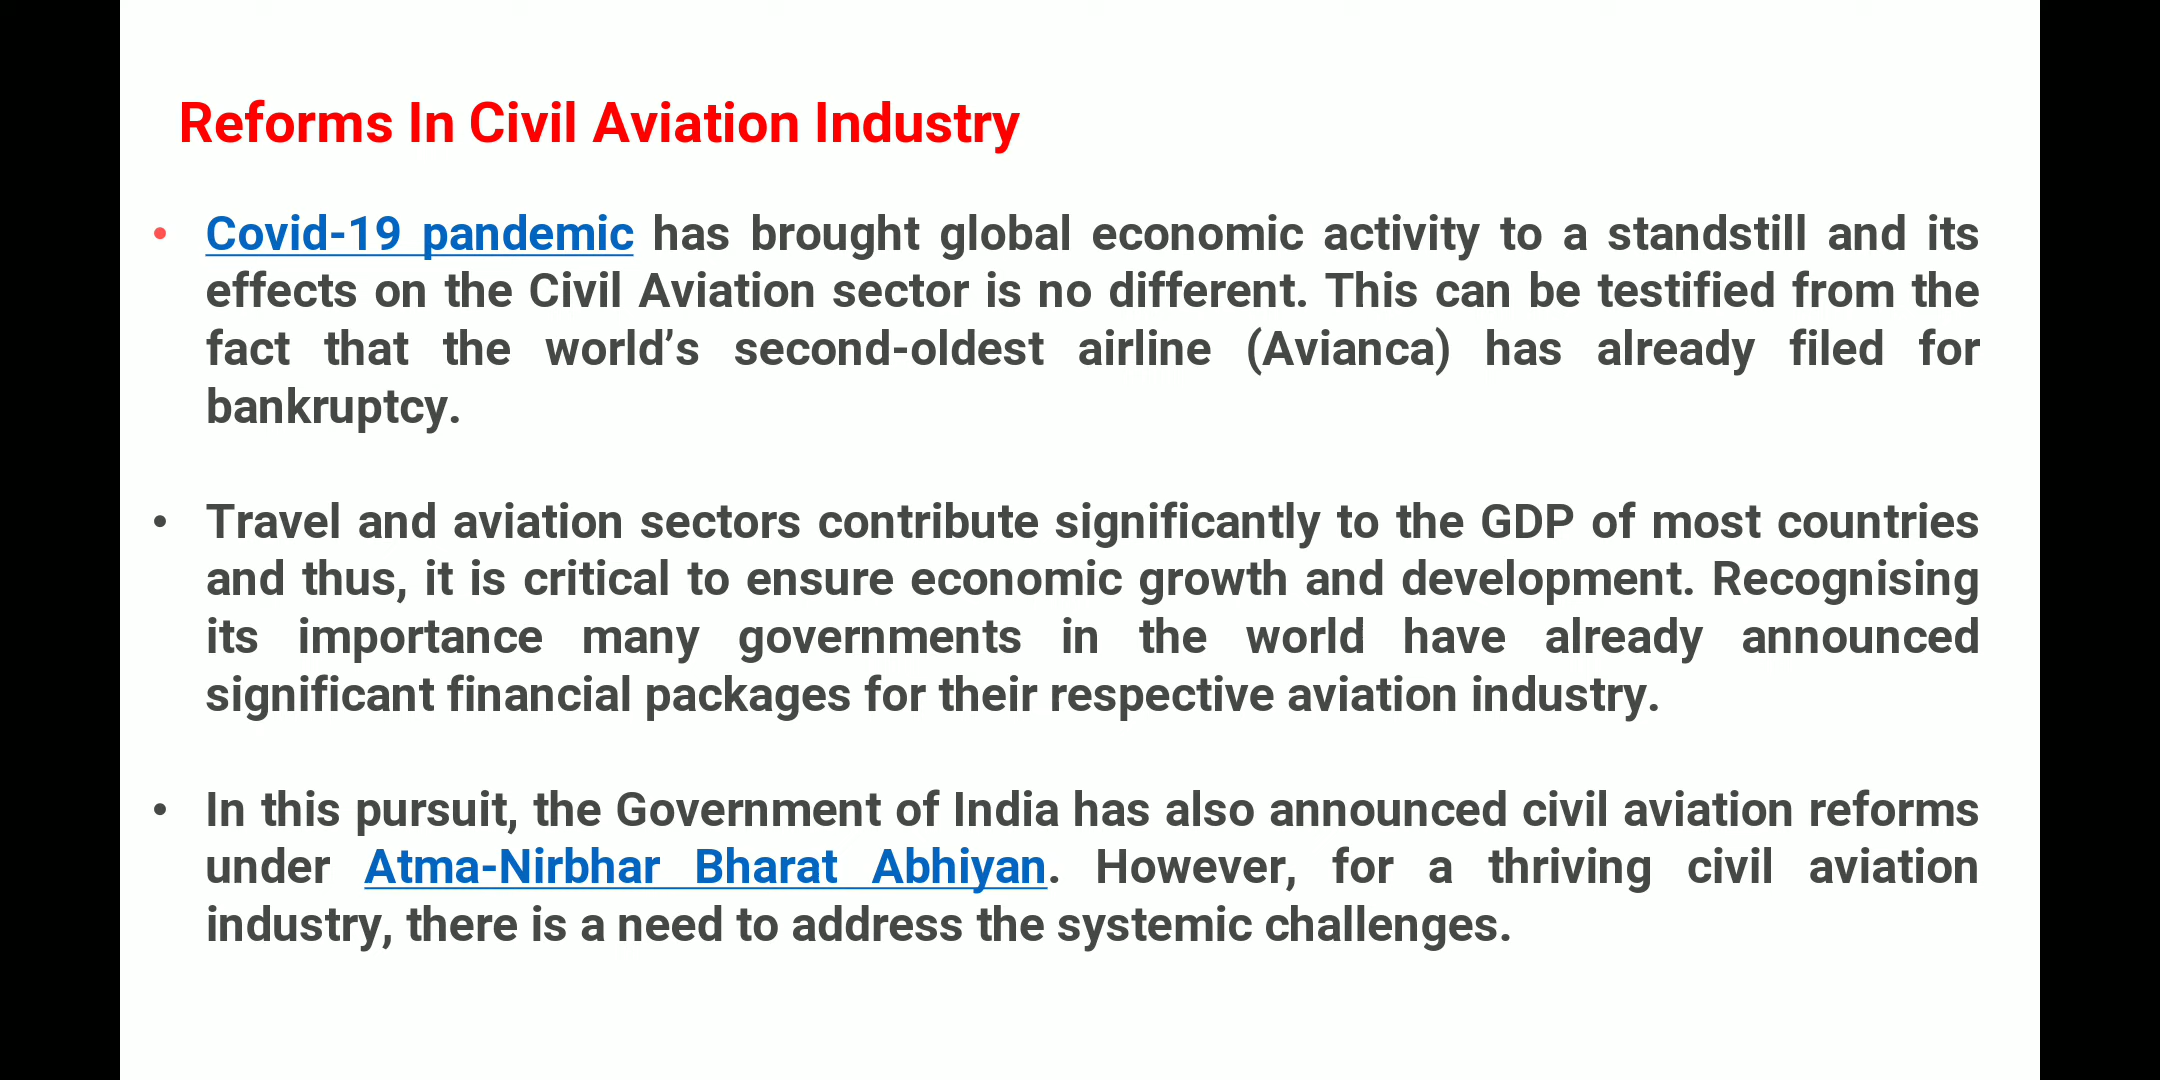 Reforms In Civil Aviation Industry
• Covid-19 pandemic has brought global economic activity to a standstill and its
effects on the Civil Aviation sector is no different. This can be testified from the
fact that the world’s second-oldest airline (Avianca) has already filed for
bankruptcy.
• Travel and aviation sectors contribute significantly to the GDP of most countries
and thus, it is critical to ensure economic growth and development. Recognising
its importance many governments in the world have already announced
significant financial packages for their respective aviation industry.
• In this pursuit, the Government of India has also announced civil aviation reforms
under Atma-Nirbhar Bharat Abhiyan. However, for a thriving civil aviation
industry, there is a need to address the systemic challenges.